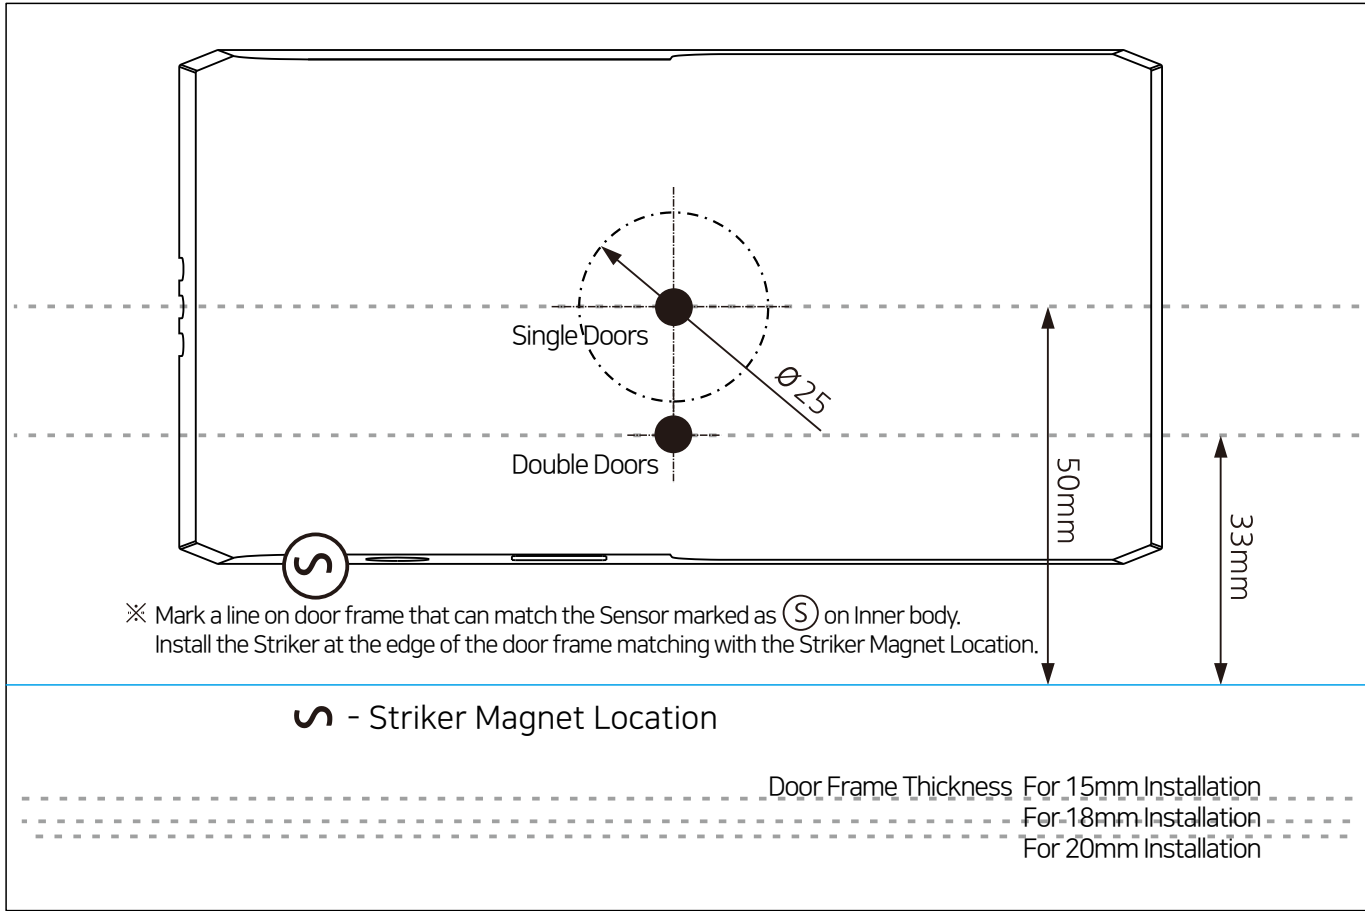 Single Doors
Ø 25
Double Doors
50mm
33mm
S
※ Mark a line on door frame that can match the Sensor marked as Ⓢ on Inner body.
Install the Striker at the edge of the door frame matching with the Striker Magnet Location.
S - Striker Magnet Location
Door Frame Thickness For 15mm Installation
For 18mm Installation
For 20mm Installation